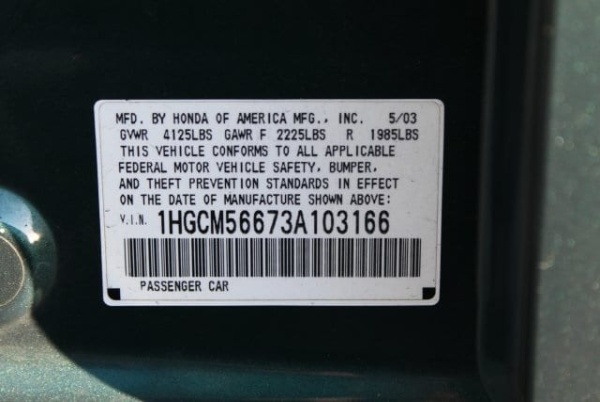 MFD. BY HONDA OF AMERICA MFG., INC. 5/03
GVWR 4125LBS GAWR F 2225LBS R 1985LBS
THIS VEHICLE CONFORMS TO ALL APPLICABLE
FEDERAL MOTOR VEHICLE SAFETY, BUMPER,
AND THEFT PREVENTION STANDARDS IN EFFECT
ON THE DATE OF MANUFACTURE SHOWN ABOVE:
V.I.N. 1HGCM56673A103166
PASSENGER CAR